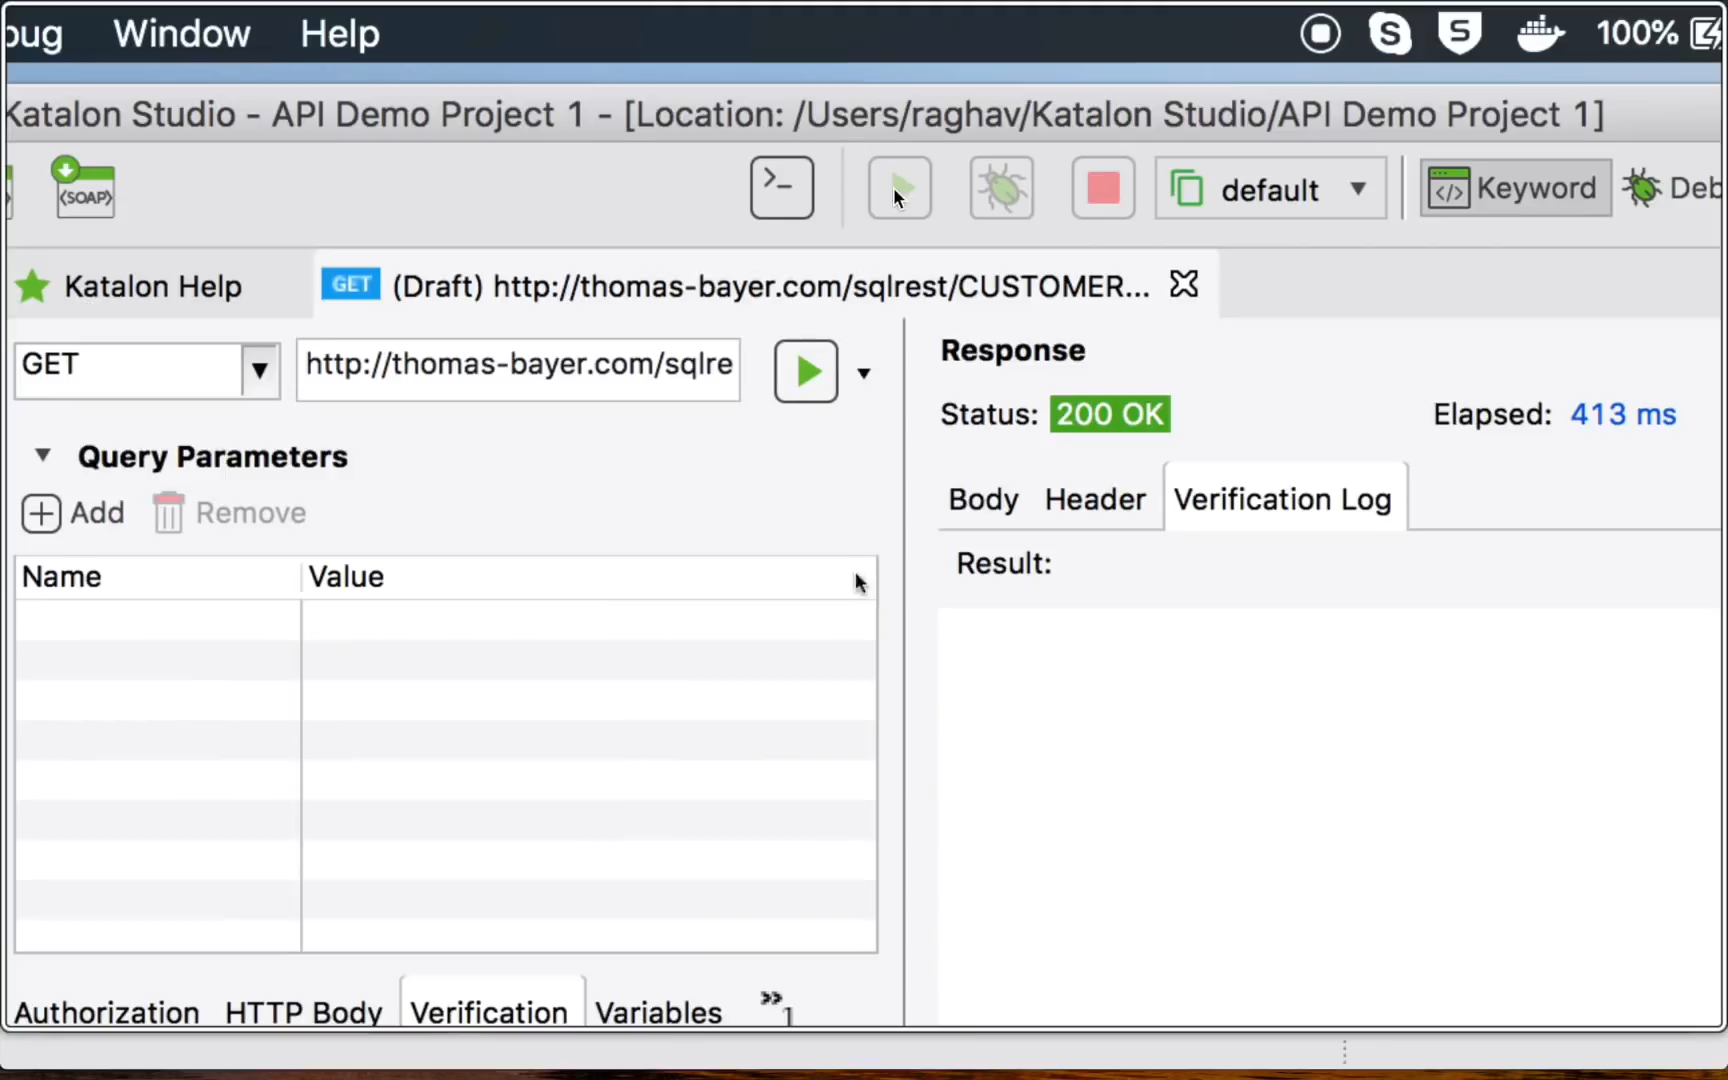 bug Window Help S 5 100%
Katalon Studio - API Demo Project 1 - [Location: /Users/raghav/Katalon Studio/API Demo Project 1]
(SOAP) >_ default Keyword Deb
Katalon Help GET (Draft) http://thomas-bayer.com/sqlrest/CUSTOMER...
GET http://thomas-bayer.com/sqlre
Response
Status: 200 OK Elapsed: 413 ms
Query Parameters
Add Remove
Body Header Verification Log
Name Value
Result:
Authorization HTTP Body Verification Variables »1